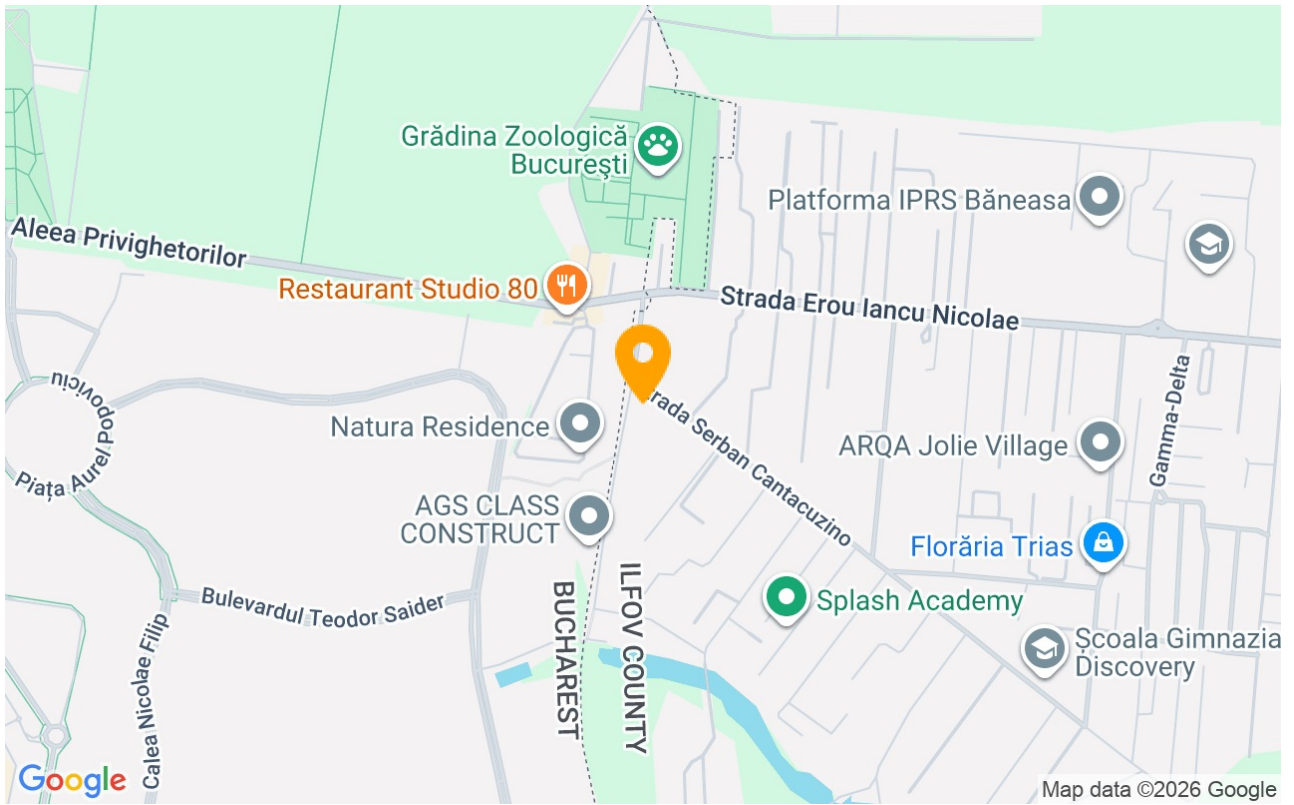 Grădina Zoologică
Bucureşti
Platforma IPRS Băneasa
Aleea Privighetorilor
Restaurant Studio 80
Strada Erou Iancu Nicolae
Piața Aurel Popoviciu
Natura Residence
Strada Serban Cantacuzino
ARQA Jolie Village
Gamma-Delta
AGS CLASS
CONSTRUCT
Florăria Trias
Bulevardul Teodor Saider
BUCHAREST
ILFOV COUNTY
Splash Academy
Calea Nicolae Filip
Școala Gimnazia
Discovery
Google
Map data ©2026 Google